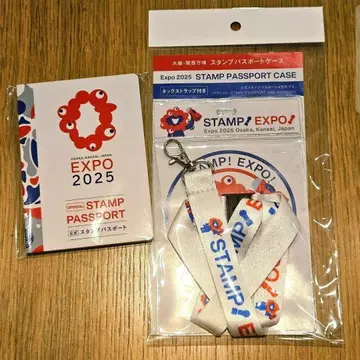 OSAKA, KANSAI, JAPAN
EXPO
2025
OFFICIAL STAMP
PASSPORT
公式 スタンプパスポート
大阪・関西万博 スタンプパスポートケース
Expo 2025 STAMP PASSPORT CASE
ネックストラップ付き
STAMP! EXPO!
Expo 2025 Osaka, Kansai, Japan
STAMP! EXPO!
STAMP!
STAMP!
EXPO!